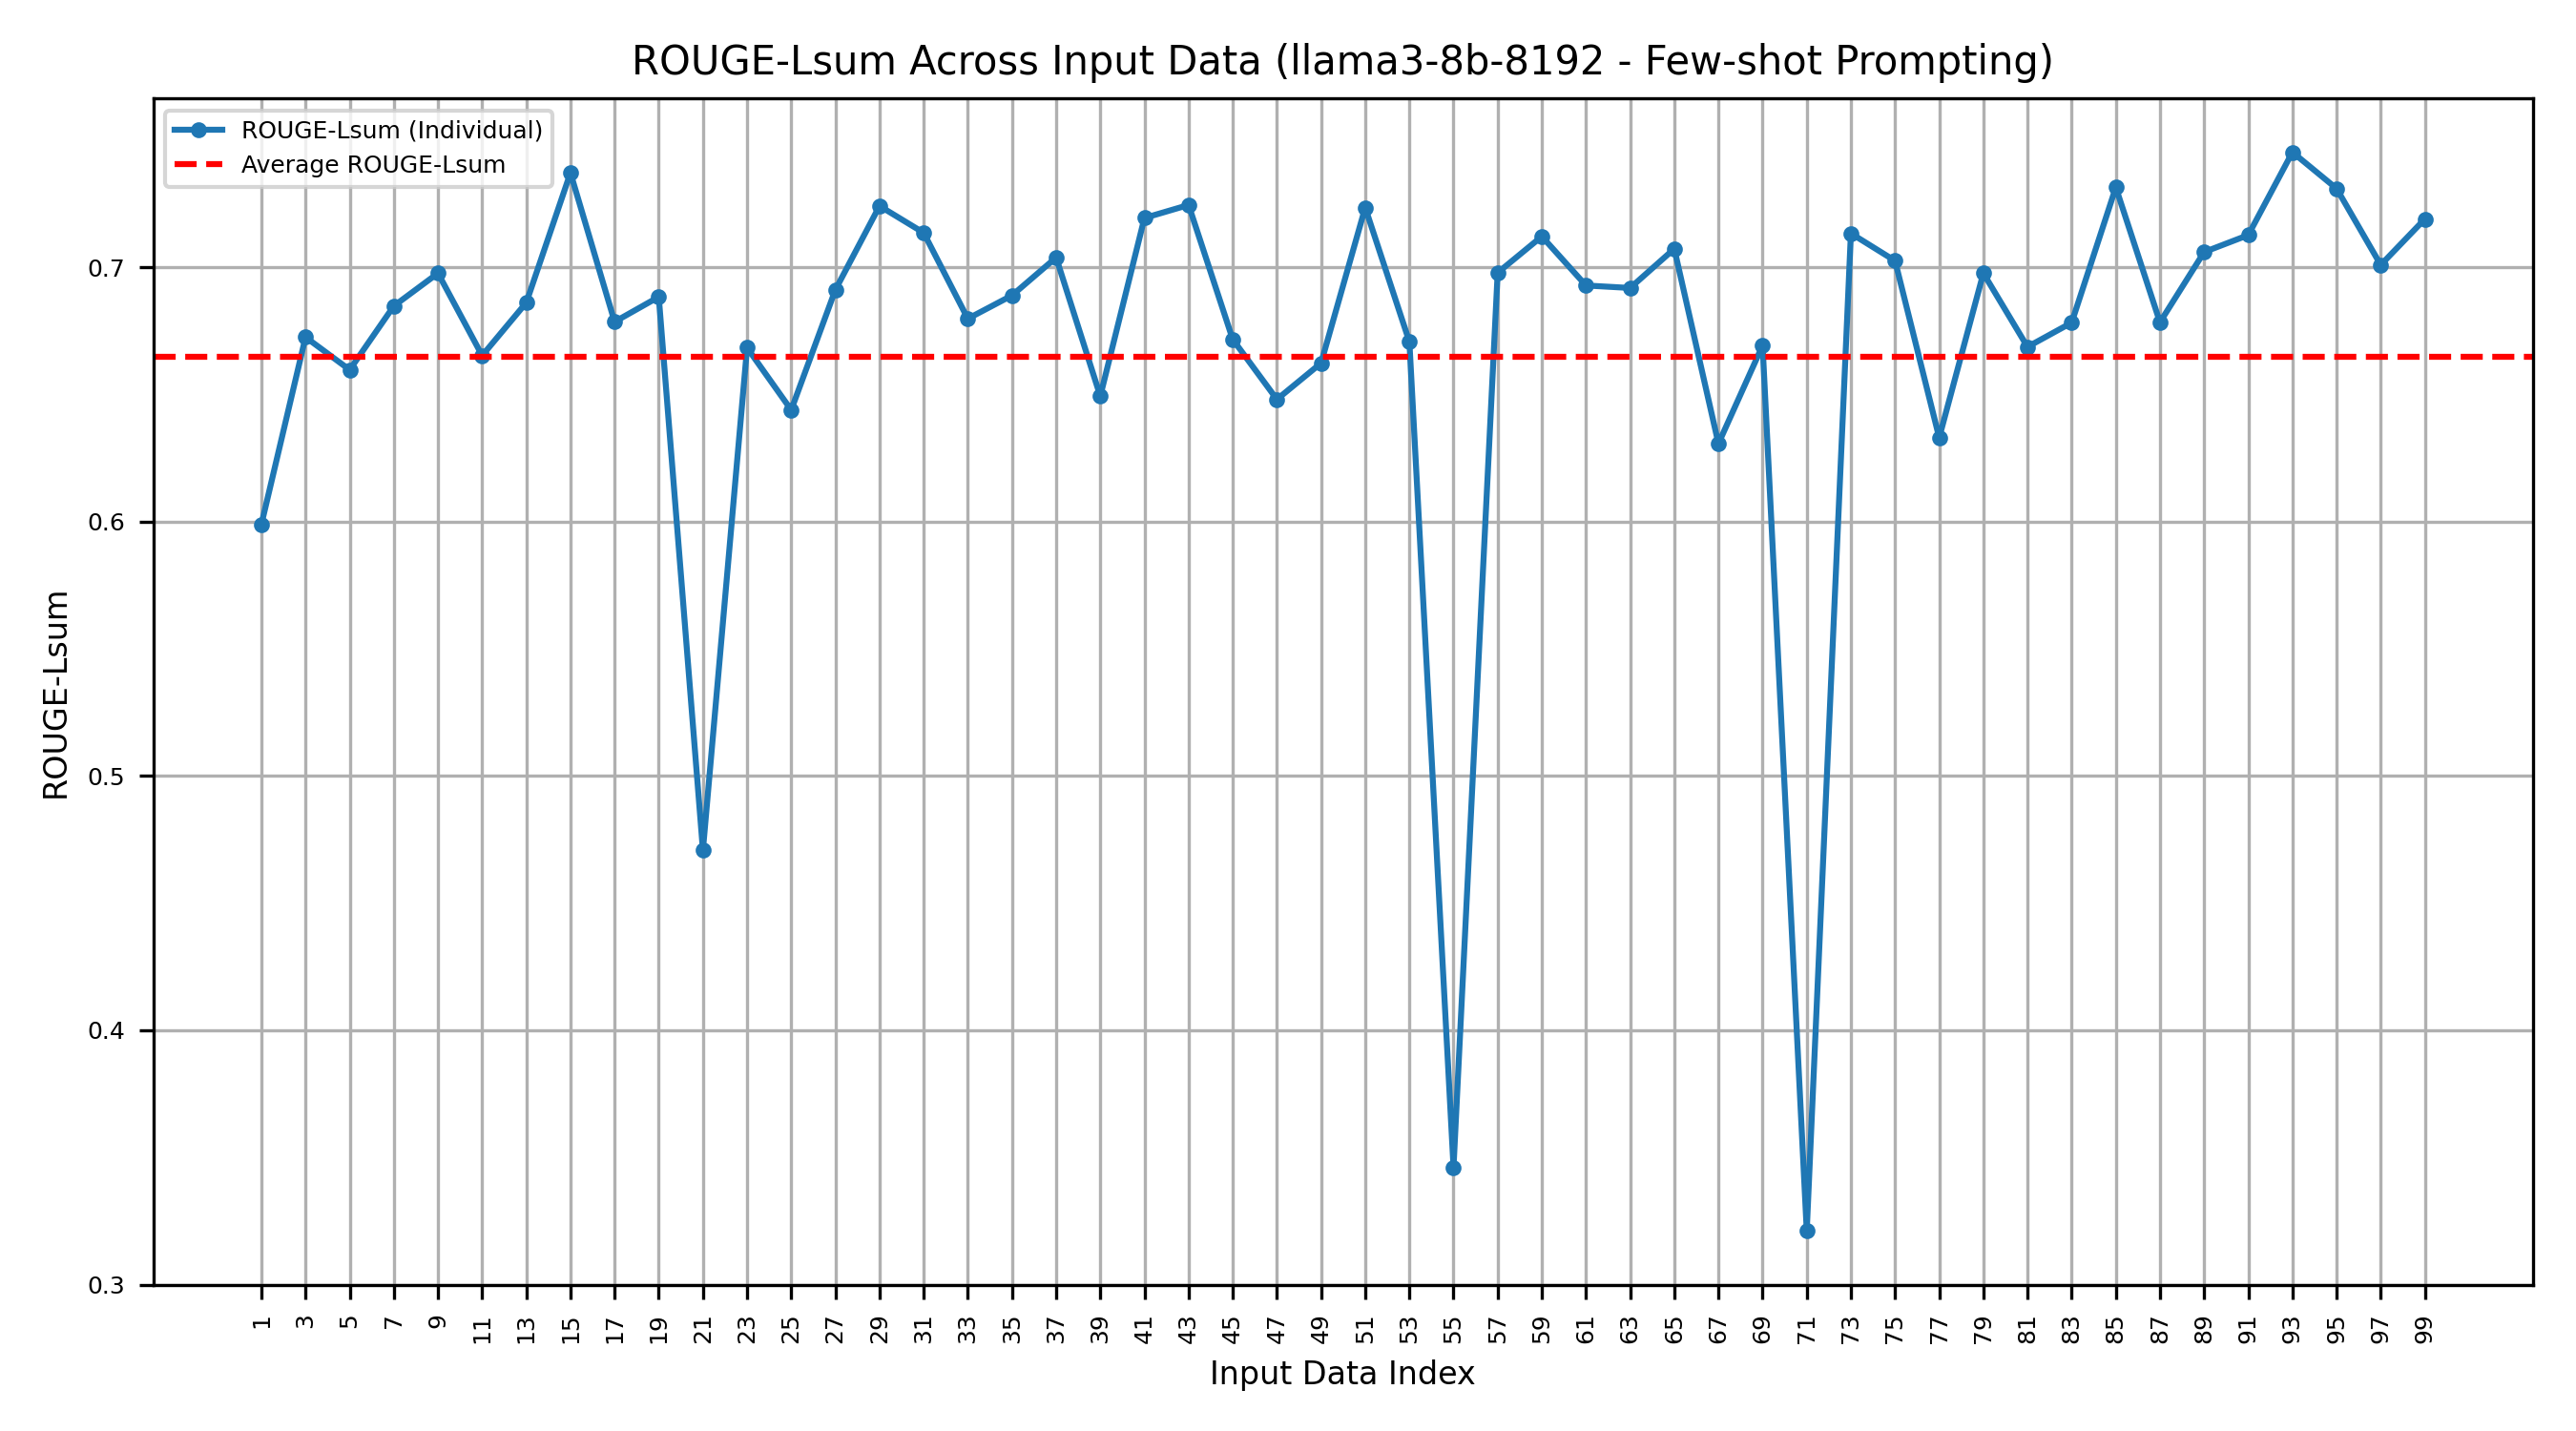 ROUGE-Lsum Across Input Data (llama3-8b-8192 - Few-shot Prompting)
ROUGE-Lsum (Individual)
Average ROUGE-Lsum
ROUGE-Lsum
0.7
0.6
0.5
0.4
0.3
1 3 5 7 9 11 13 15 17 19 21 23 25 27 29 31 33 35 37 39 41 43 45 47 49 51 53 55 57 59 61 63 65 67 69 71 73 75 77 79 81 83 85 87 89 91 93 95 97 99
Input Data Index